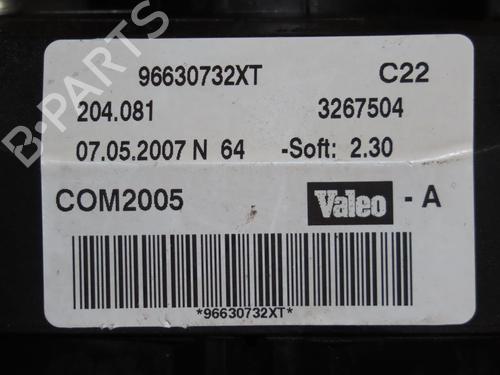 B-PARTS
96630732XT C22
204.081 3267504
07.05.2007 N 64 -Soft: 2.30
COM2005 Valeo - A
*96630732XT*